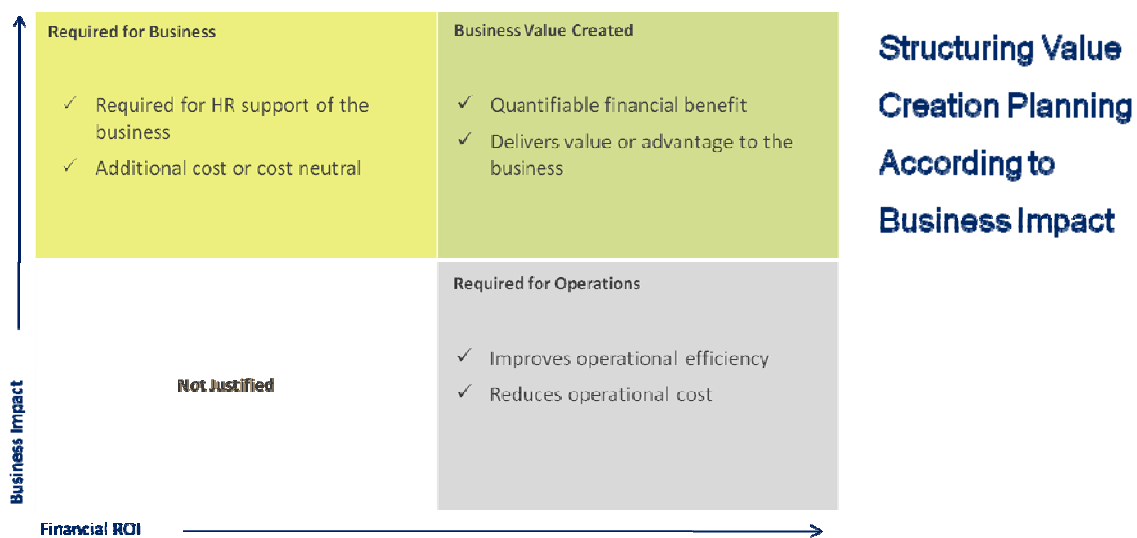 Required for Business
Required for HR support of the
business
Additional cost or cost neutral
Business Value Created
Quantifiable financial benefit
Delivers value or advantage to the
business
Structuring Value
Creation Planning
According to
Business Impact
Not Justified
Required for Operations
Improves operational efficiency
Reduces operational cost
Business Impact
Financial ROI